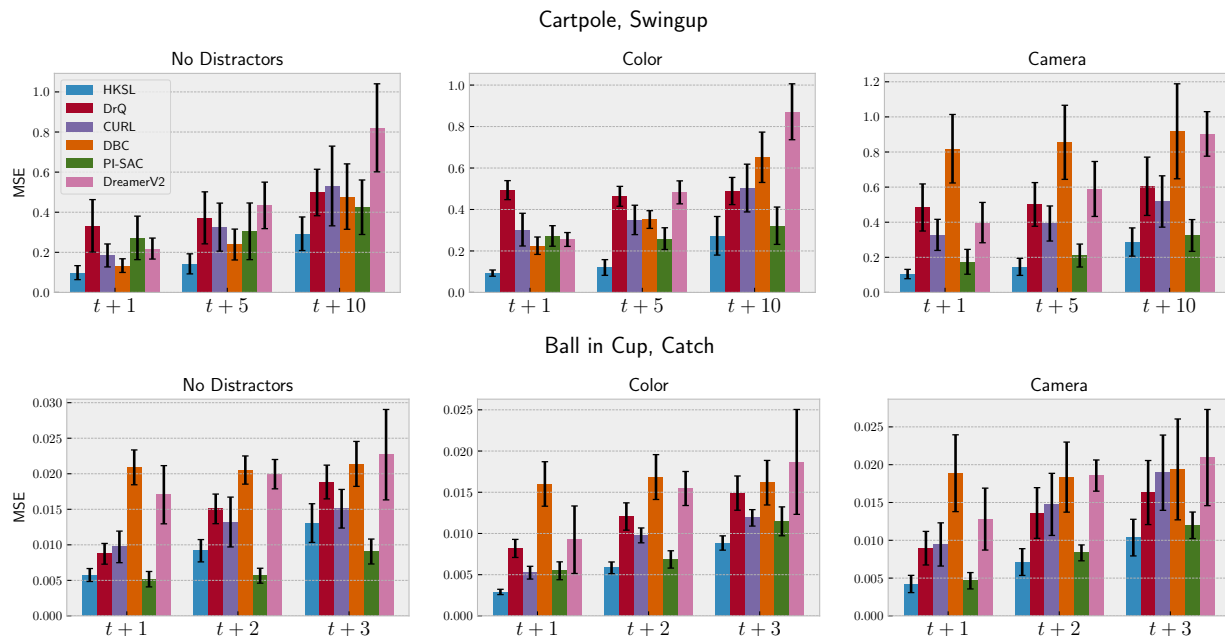 Cartpole, Swingup
No Distractors
MSE
1.0
0.8
0.6
0.4
0.2
0.0
HKSL
DrQ
CURL
DBC
PI-SAC
DreamerV2
t + 1
t + 5
t + 10
Color
1.0
0.8
0.6
0.4
0.2
0.0
t + 1
t + 5
t + 10
Camera
1.2
1.0
0.8
0.6
0.4
0.2
0.0
t + 1
t + 5
t + 10
Ball in Cup, Catch
No Distractors
MSE
0.030
0.025
0.020
0.015
0.010
0.005
0.000
t + 1
t + 2
t + 3
Color
0.025
0.020
0.015
0.010
0.005
0.000
t + 1
t + 2
t + 3
Camera
0.025
0.020
0.015
0.010
0.005
0.000
t + 1
t + 2
t + 3